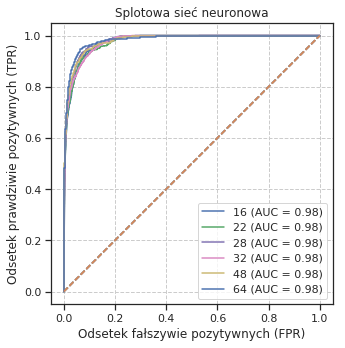 Splotowa sieć neuronowa
Odsetek prawdziwie pozytywnych (TPR)
1.0
0.8
0.6
0.4
0.2
0.0
16 (AUC = 0.98)
22 (AUC = 0.98)
28 (AUC = 0.98)
32 (AUC = 0.98)
48 (AUC = 0.98)
64 (AUC = 0.98)
0.0 0.2 0.4 0.6 0.8 1.0
Odsetek fałszywie pozytywnych (FPR)